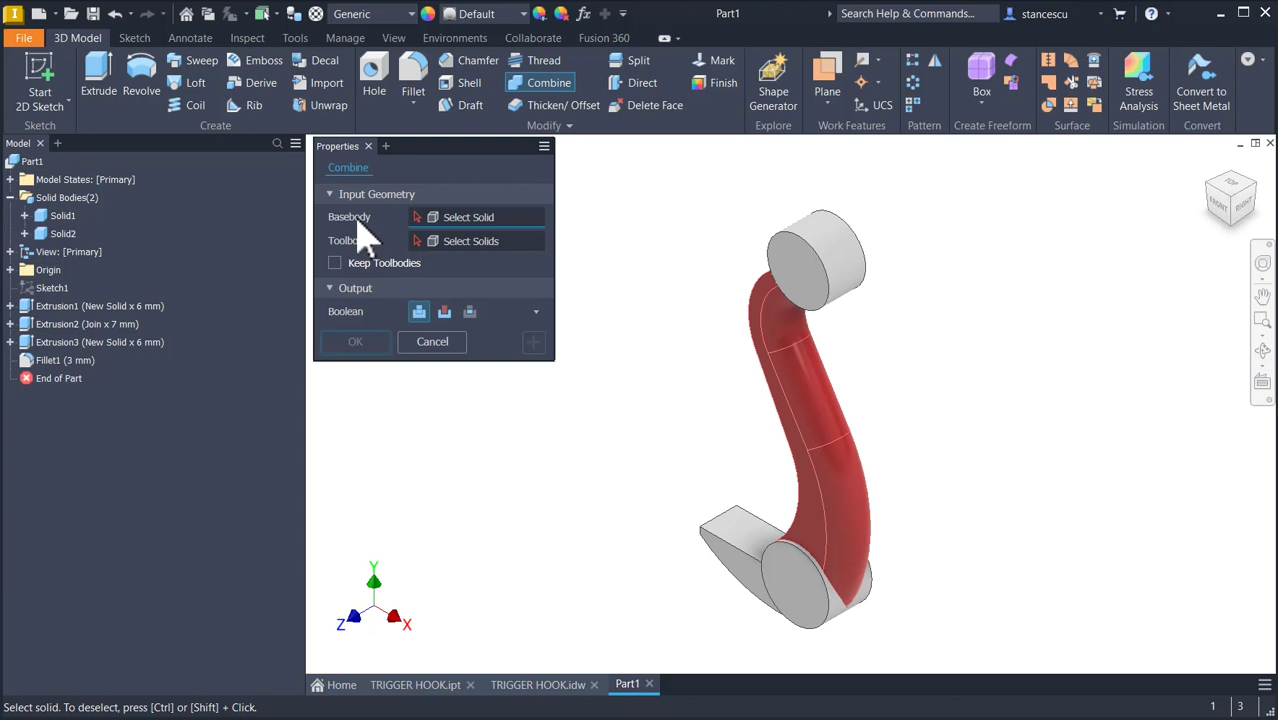 Generic
Default
Part1
Search Help & Commands...
stancescu
File
3D Model
Sketch
Annotate
Inspect
Tools
Manage
View
Environments
Collaborate
Fusion 360
Start
2D Sketch
Extrude
Revolve
Sweep
Loft
Coil
Emboss
Derive
Rib
Decal
Import
Unwrap
Hole
Fillet
Chamfer
Shell
Draft
Thread
Combine
Thicken/ Offset
Split
Direct
Delete Face
Mark
Finish
Shape
Generator
Plane
UCS
Box
Stress
Analysis
Convert to
Sheet Metal
Sketch
Create
Modify
Explore
Work Features
Pattern
Create Freeform
Surface
Simulation
Convert
Model
Part1
Model States: [Primary]
Solid Bodies(2)
Solid1
Solid2
View: [Primary]
Origin
Sketch1
Extrusion1 (New Solid x 6 mm)
Extrusion2 (Join x 7 mm)
Extrusion3 (New Solid x 6 mm)
Fillet1 (3 mm)
End of Part
Properties
Combine
Input Geometry
Basebody
Select Solid
Select Solids
Keep Toolbodies
Output
Boolean
OK
Cancel
TOP
FRONT
RIGHT
Y
Z
X
Home
TRIGGER HOOK.ipt
TRIGGER HOOK.idw
Part1
Select solid. To deselect, press [Ctrl] or [Shift] + Click.
1
3